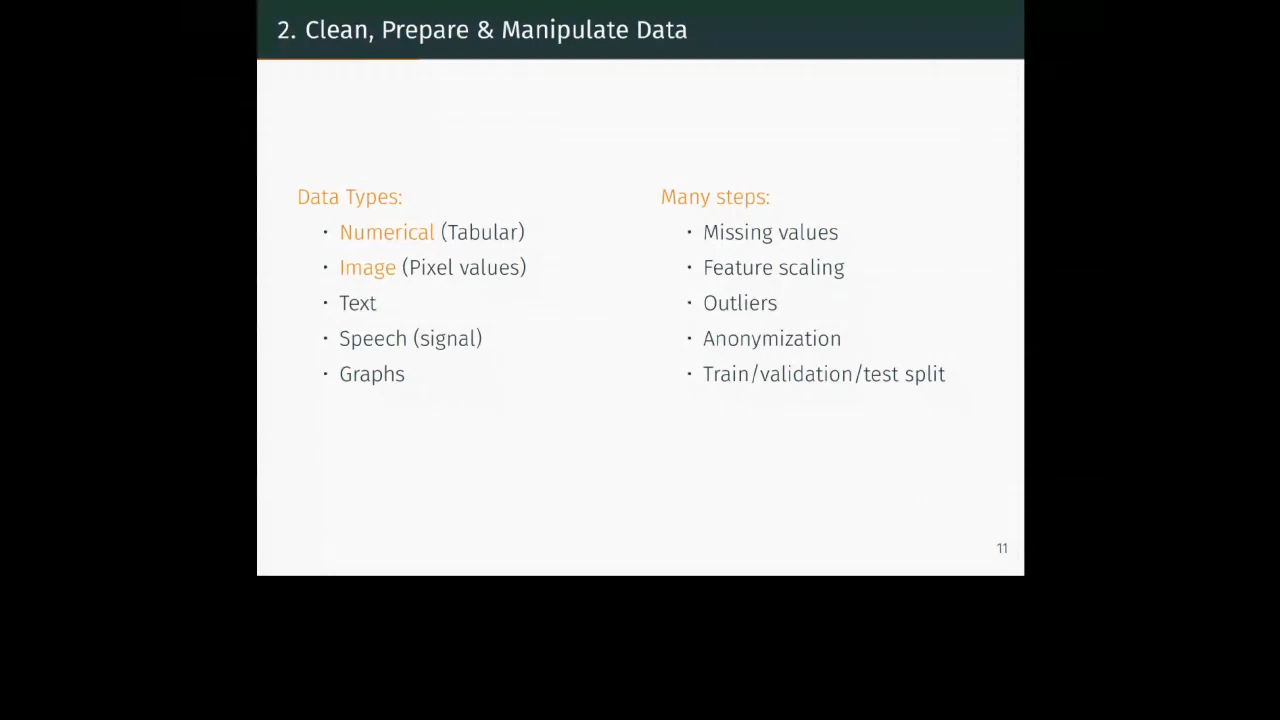 2. Clean, Prepare & Manipulate Data
Data Types:
· Numerical (Tabular)
· Image (Pixel values)
· Text
· Speech (signal)
· Graphs
Many steps:
· Missing values
· Feature scaling
· Outliers
· Anonymization
· Train/validation/test split
11